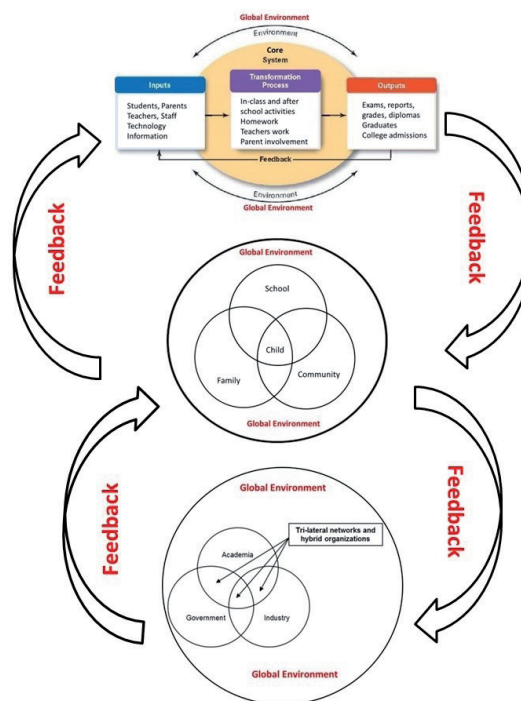 Global Environment
Environment
Core
System
Inputs
Students, Parents
Teachers, Staff
Technology
Information
Transformation
Process
In-class and after
school activities
Homework
Teachers work
Parent involvement
Outputs
Exams, reports,
grades, diplomas
Graduates
College admissions
Feedback
Environment
Global Environment
Feedback
Feedback
Global Environment
School
Child
Family
Community
Global Environment
Feedback
Feedback
Global Environment
Tri-lateral networks and
hybrid organizations
Academia
Government
Industry
Global Environment